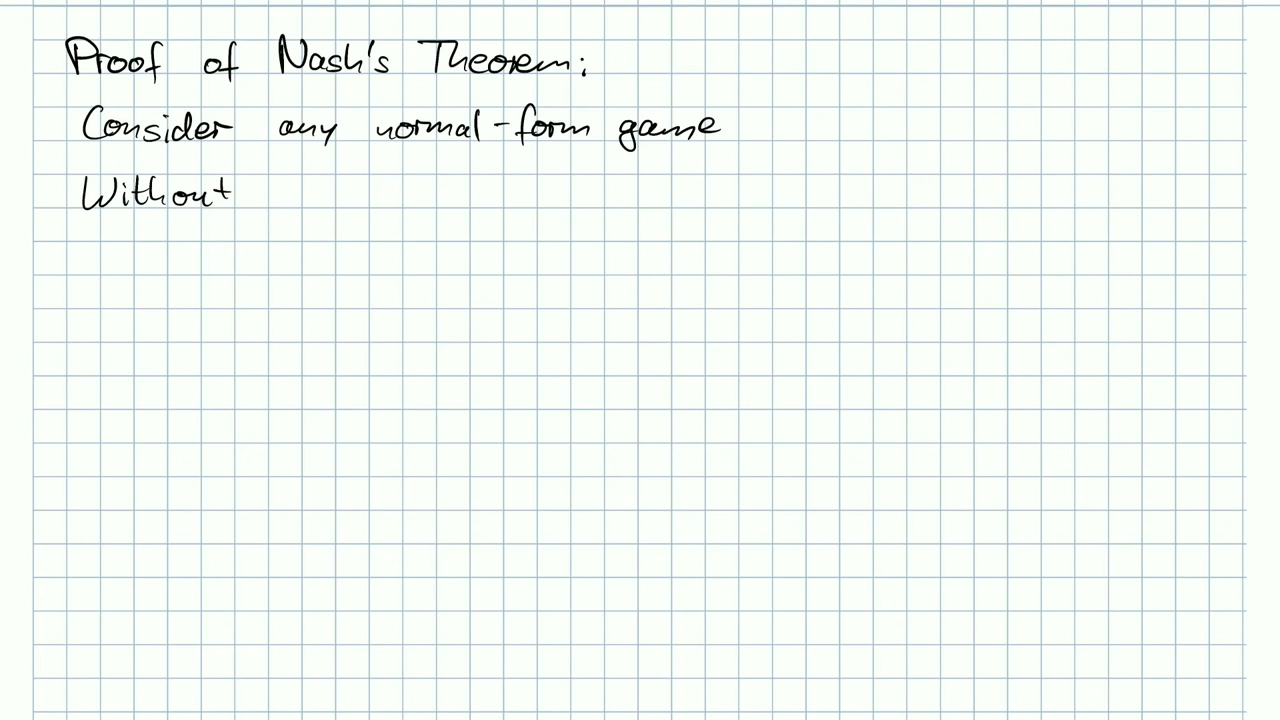 Proof of Nash's Theorem:
Consider any normal-form game
Without